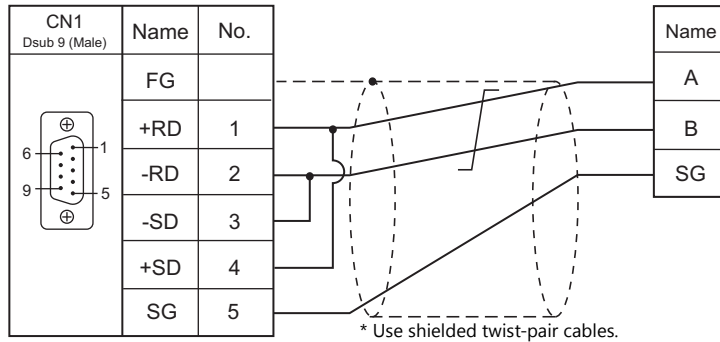 CN1
Dsub 9 (Male)
Name No.
Name
FG
A
+RD 1
B
-RD 2
SG
-SD 3
+SD 4
SG 5
6
1
9
5
* Use shielded twist-pair cables.